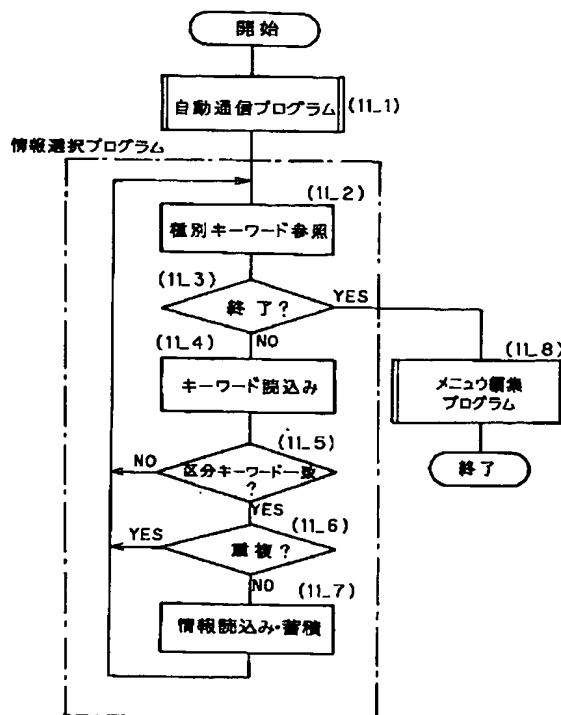 開始
自動通信プログラム
(11_1)
情報選択プログラム
(11_2)
種別キーワード参照
(11_3)
終了?
YES
NO
(11_4)
キーワード読込み
(11_8)
メニュウ編集
プログラム
終了
(11_5)
区分キーワード一致
?
NO
YES
(11_6)
重複?
YES
NO
(11_7)
情報読込み・蓄積